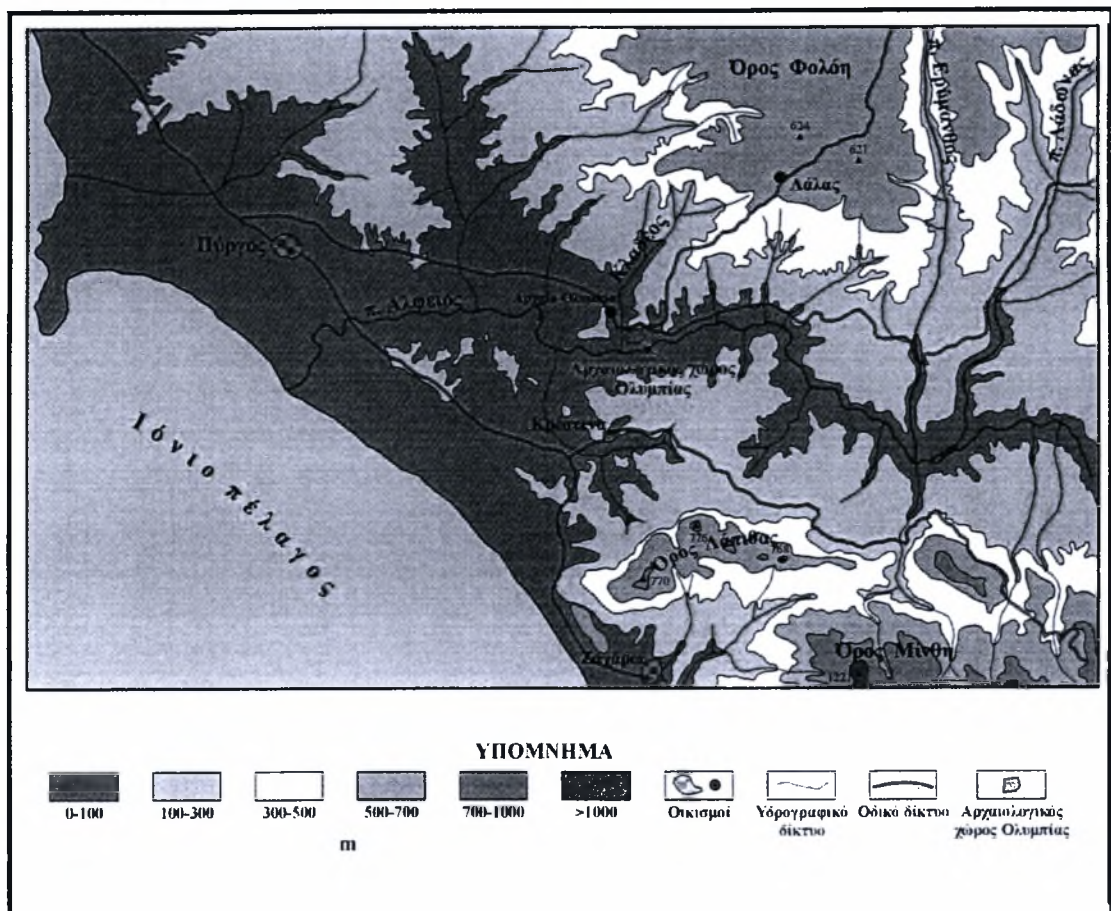 Όρος Φολόη
π. Ερύμανθος
π. Λάδωνας
624
621
Λάλας
Κλαδέος
Πύργος
π. Αλφειός
Αρχαία Ολυμπία
Αρχαιολογικός χώρος
Ολυμπίας
Κρέστενα
Ιόνιο πέλαγος
Όρος Λάπιθας
770
Ζαχάρω
Όρος Μίνθη
ΥΠΟΜΝΗΜΑ
0-100 100-300 300-500 500-700 700-1000 >1000 Οικισμοί Υδρογραφικό Οδικό δίκτυο Αρχαιολογικός
δίκτυο χώρος Ολυμπίας
m